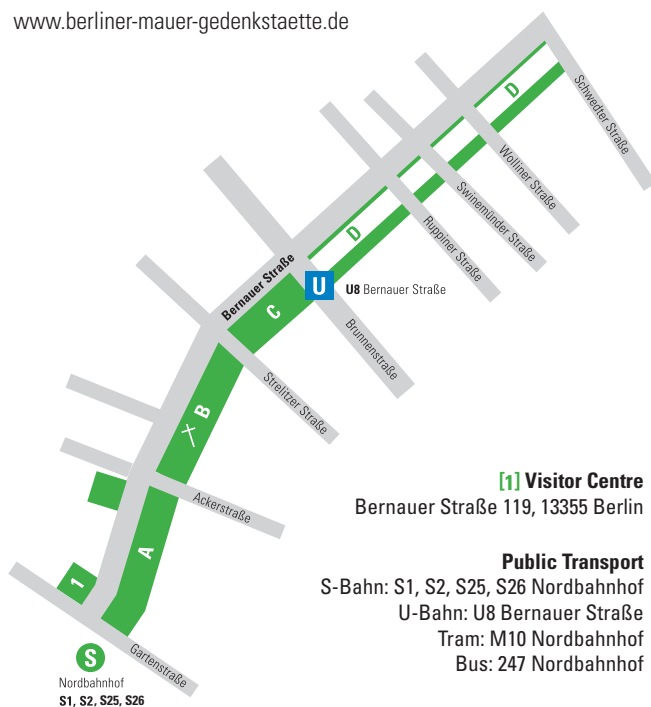 www.berliner-mauer-gedenkstaette.de
D
Schwedter Straße
Wolliner Straße
Swinemünder Straße
D
Ruppiner Straße
Bernauer Straße
U
U8 Bernauer Straße
C
Brunnenstraße
Strelitzer Straße
B
Ackerstraße
A
1
Gartenstraße
S
Nordbahnhof
S1, S2, S25, S26
[1] Visitor Centre
Bernauer Straße 119, 13355 Berlin
Public Transport
S-Bahn: S1, S2, S25, S26 Nordbahnhof
U-Bahn: U8 Bernauer Straße
Tram: M10 Nordbahnhof
Bus: 247 Nordbahnhof